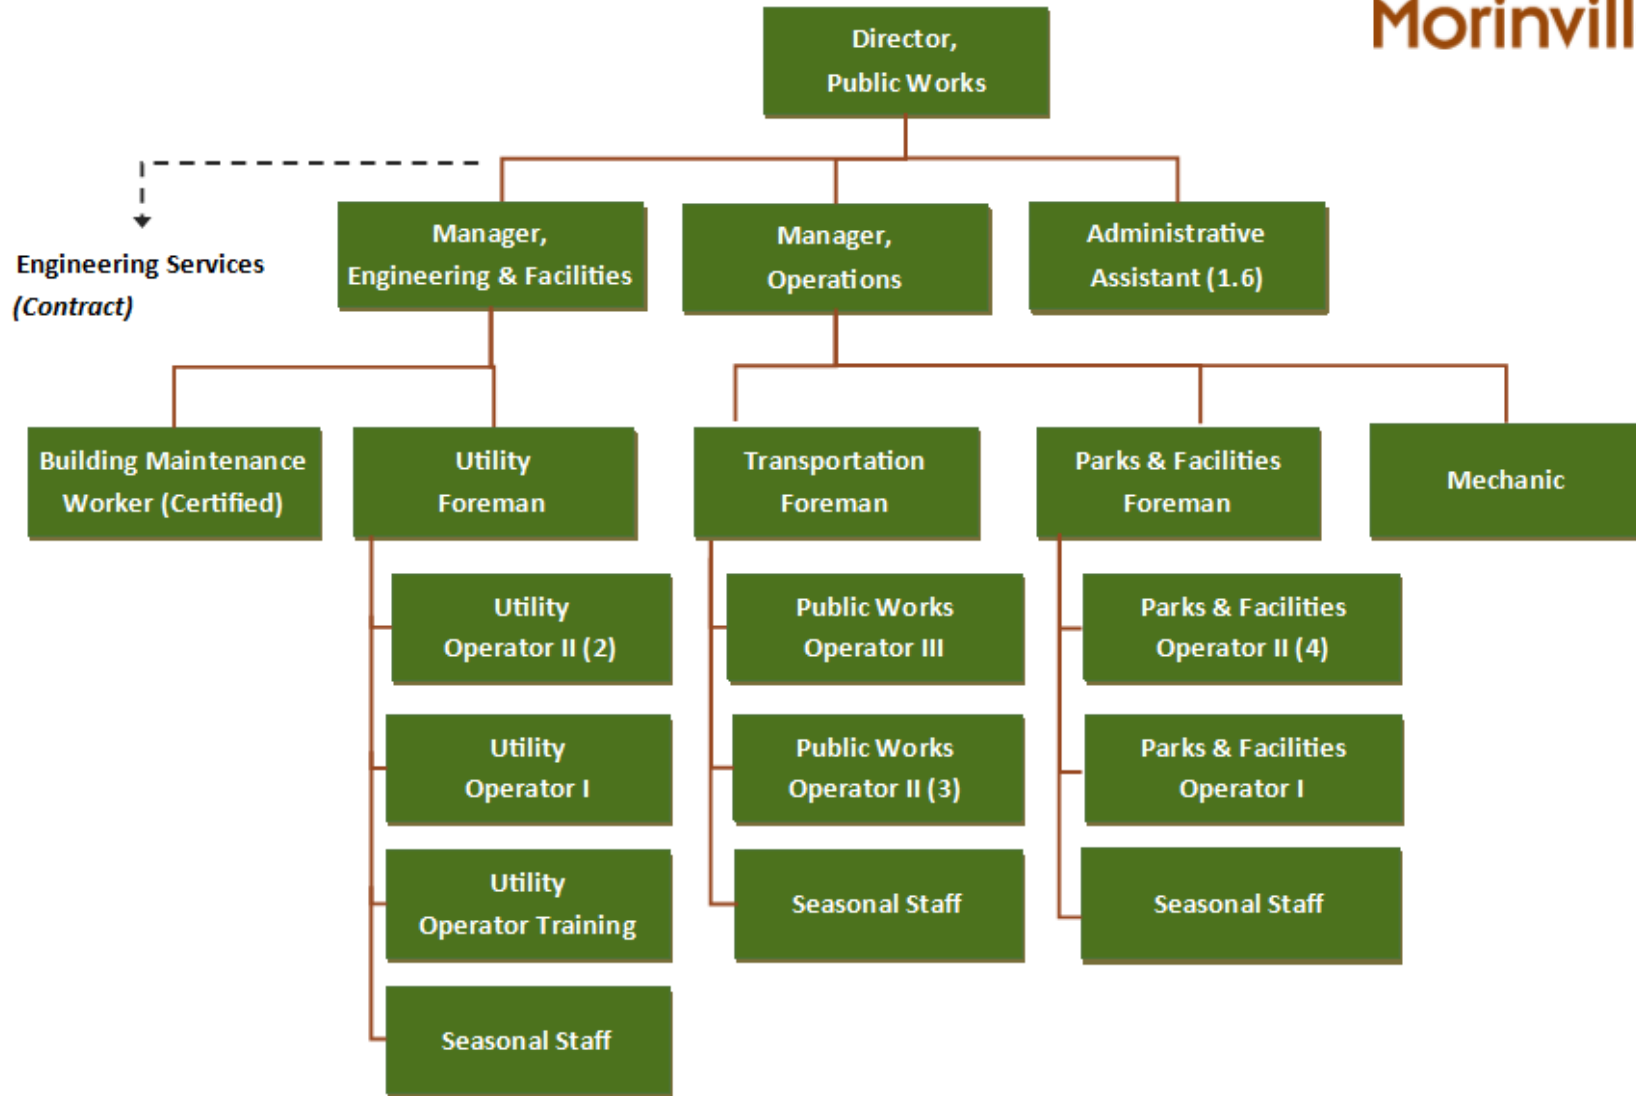 Morinvill
Director,
Public Works
Engineering Services
(Contract)
Manager,
Engineering & Facilities
Manager,
Operations
Administrative
Assistant (1.6)
Building Maintenance
Worker (Certified)
Utility
Foreman
Transportation
Foreman
Parks & Facilities
Foreman
Mechanic
Utility
Operator II (2)
Public Works
Operator III
Parks & Facilities
Operator II (4)
Utility
Operator I
Public Works
Operator II (3)
Parks & Facilities
Operator I
Utility
Operator Training
Seasonal Staff
Seasonal Staff
Seasonal Staff